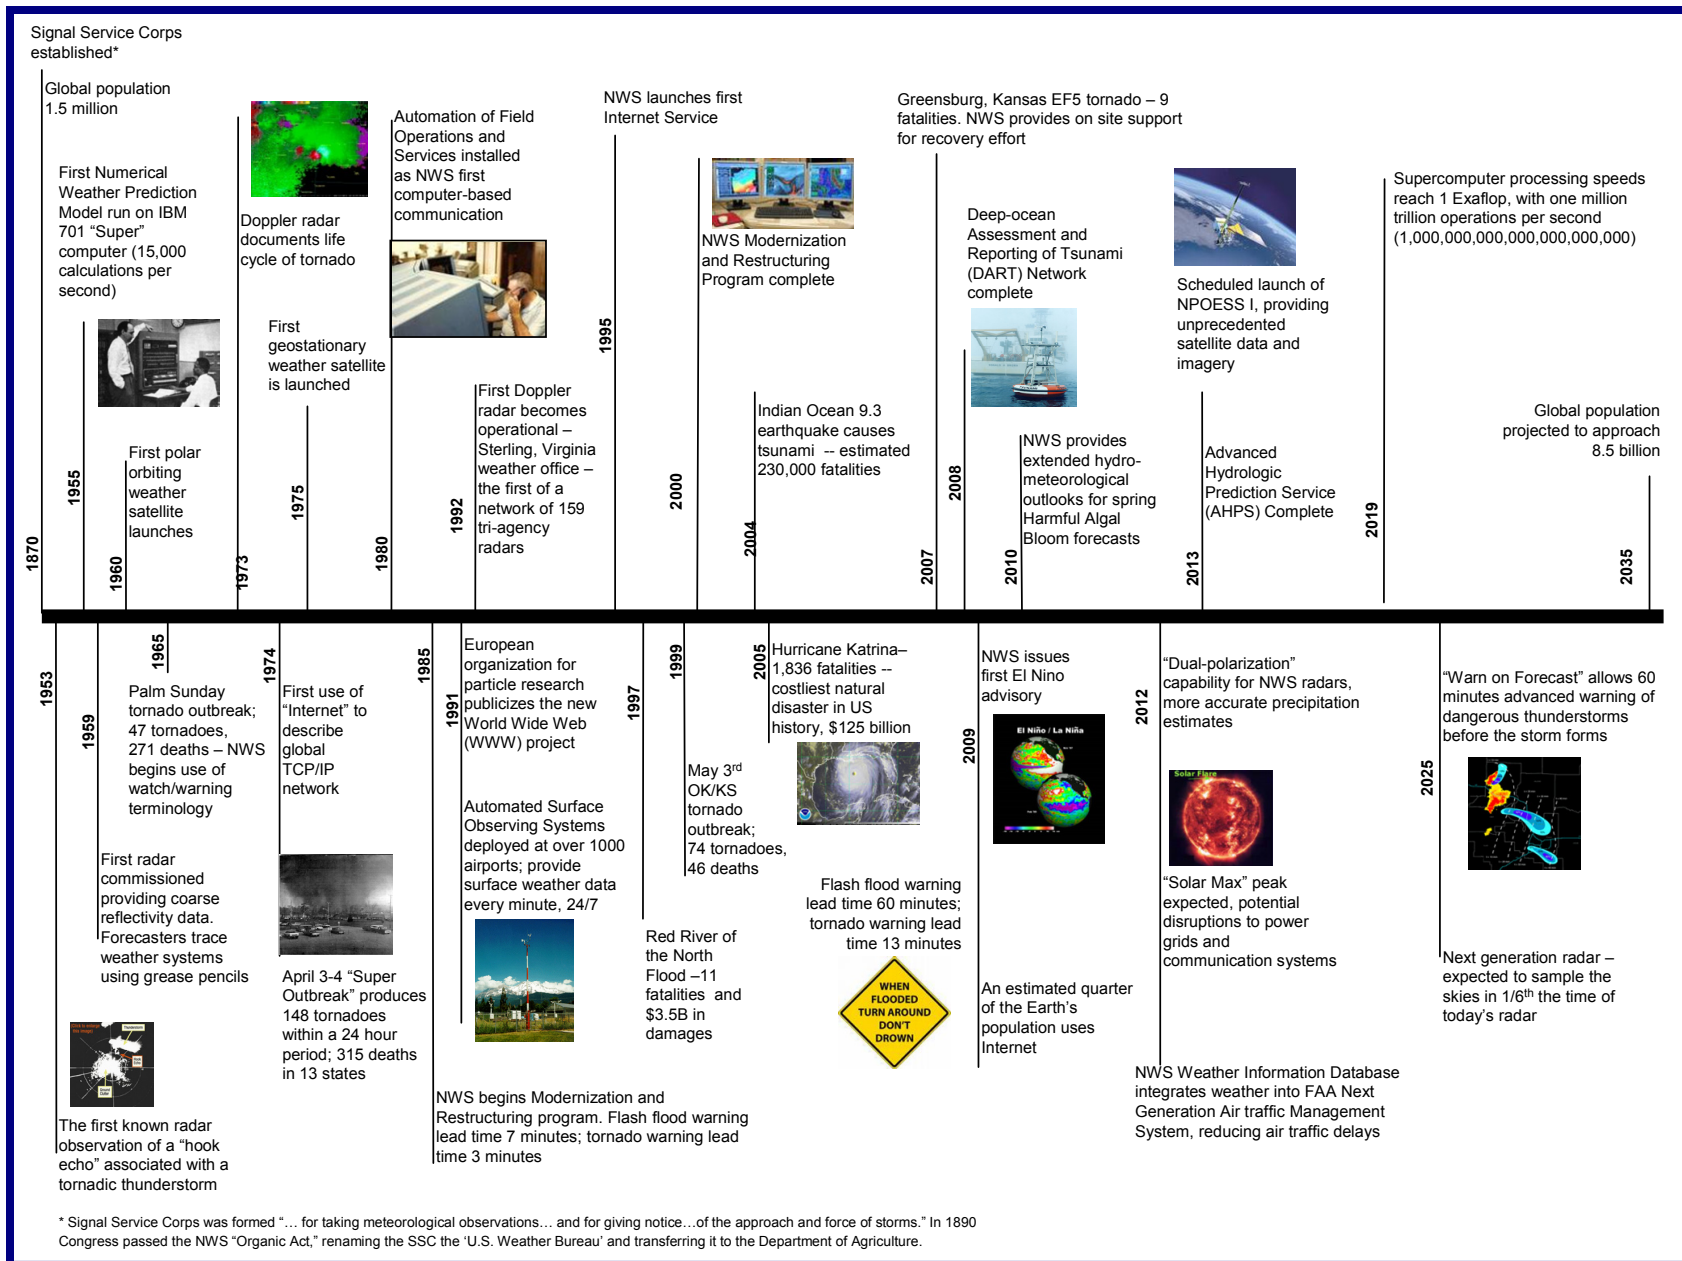 Signal Service Corps
established*
1870
Global population
1.5 million
First Numerical
Weather Prediction
Model run on IBM
701 “Super”
computer (15,000
calculations per
second)
1955
First polar
orbiting
weather
satellite
launches
1960
Doppler radar
documents life
cycle of tornado
1973
First
geostationary
weather satellite
is launched
1975
Automation of Field
Operations and
Services installed
as NWS first
computer-based
communication
1980
First Doppler
radar becomes
operational –
Sterling, Virginia
weather office –
the first of a
network of 159
tri-agency
radars
1992
NWS launches first
Internet Service
1995
NWS Modernization
and Restructuring
Program complete
2000
Indian Ocean 9.3
earthquake causes
tsunami -- estimated
230,000 fatalities
2004
Greensburg, Kansas EF5 tornado – 9
fatalities. NWS provides on site support
for recovery effort
2007
Deep-ocean
Assessment and
Reporting of Tsunami
(DART) Network
complete
2008
NWS provides
extended hydro-
meteorological
outlooks for spring
Harmful Algal
Bloom forecasts
2010
Scheduled launch of
NPOESS I, providing
unprecedented
satellite data and
imagery
Advanced
Hydrologic
Prediction Service
(AHPS) Complete
2013
Supercomputer processing speeds
reach 1 Exaflop, with one million
trillion operations per second
(1,000,000,000,000,000,000,000)
2019
Global population
projected to approach
8.5 billion
2035
1953
The first known radar
observation of a “hook
echo” associated with a
tornadic thunderstorm
1959
First radar
commissioned
providing coarse
reflectivity data.
Forecasters trace
weather systems
using grease pencils
1965
Palm Sunday
tornado outbreak;
47 tornadoes,
271 deaths – NWS
begins use of
watch/warning
terminology
1974
First use of
“Internet” to
describe
global
TCP/IP
network
April 3-4 “Super
Outbreak” produces
148 tornadoes
within a 24 hour
period; 315 deaths
in 13 states
1985
NWS begins Modernization and
Restructuring program. Flash flood warning
lead time 7 minutes; tornado warning lead
time 3 minutes
1991
European
organization for
particle research
publicizes the new
World Wide Web
(WWW) project
Automated Surface
Observing Systems
deployed at over 1000
airports; provide
surface weather data
every minute, 24/7
1997
Red River of
the North
Flood –11
fatalities and
$3.5B in
damages
1999
May 3rd
OK/KS
tornado
outbreak;
74 tornadoes,
46 deaths
2005
Hurricane Katrina–
1,836 fatalities --
costliest natural
disaster in US
history, $125 billion
Flash flood warning
lead time 60 minutes;
tornado warning lead
time 13 minutes
WHEN
FLOODED
TURN AROUND
DON'T
DROWN
2009
NWS issues
first El Nino
advisory
El Niño / La Niña
An estimated quarter
of the Earth’s
population uses
Internet
2012
“Dual-polarization”
capability for NWS radars,
more accurate precipitation
estimates
Solar Flare
“Solar Max” peak
expected, potential
disruptions to power
grids and
communication systems
NWS Weather Information Database
integrates weather into FAA Next
Generation Air traffic Management
System, reducing air traffic delays
2025
“Warn on Forecast” allows 60
minutes advanced warning of
dangerous thunderstorms
before the storm forms
Next generation radar –
expected to sample the
skies in 1/6th the time of
today’s radar
* Signal Service Corps was formed “… for taking meteorological observations… and for giving notice…of the approach and force of storms.” In 1890
Congress passed the NWS “Organic Act,” renaming the SSC the ‘U.S. Weather Bureau’ and transferring it to the Department of Agriculture.